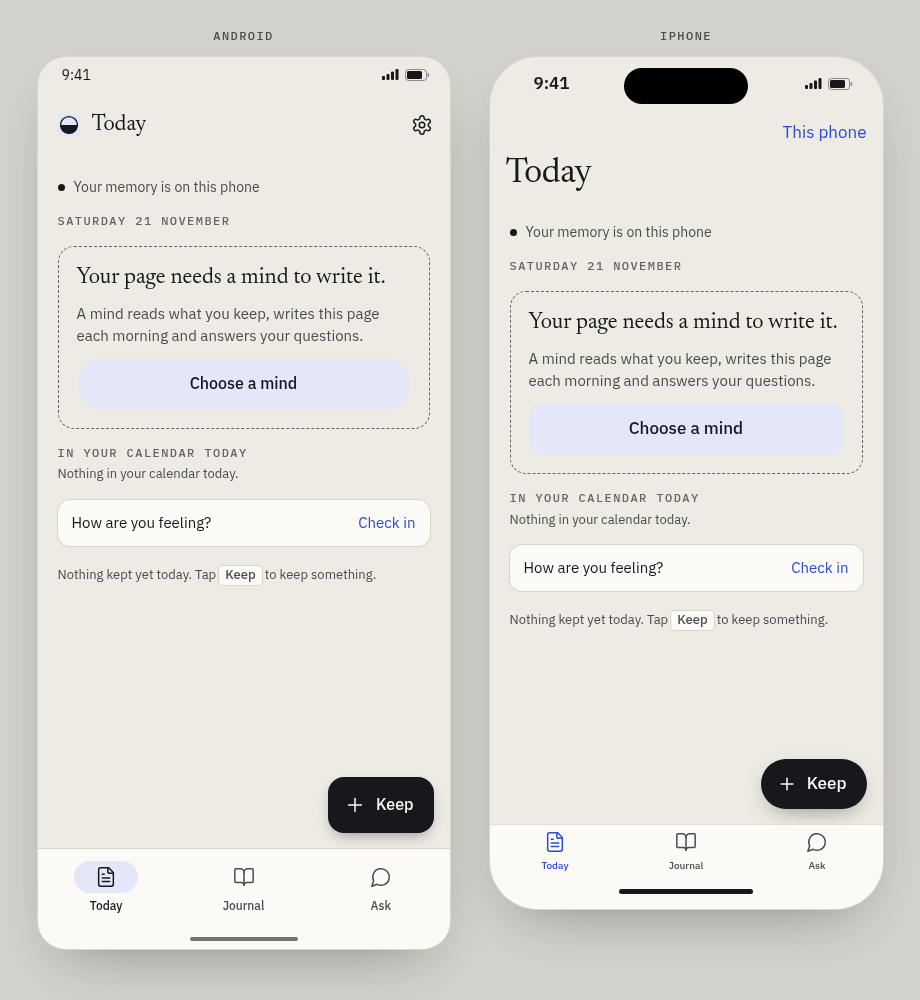 ANDROID
9:41
Today
Your memory is on this phone
SATURDAY 21 NOVEMBER
Your page needs a mind to write it.
A mind reads what you keep, writes this page
each morning and answers your questions.
Choose a mind
IN YOUR CALENDAR TODAY
Nothing in your calendar today.
How are you feeling? Check in
Nothing kept yet today. Tap Keep to keep something.
Keep
Today Journal Ask
IPHONE
9:41
This phone
Today
Your memory is on this phone
SATURDAY 21 NOVEMBER
Your page needs a mind to write it.
A mind reads what you keep, writes this page
each morning and answers your questions.
Choose a mind
IN YOUR CALENDAR TODAY
Nothing in your calendar today.
How are you feeling? Check in
Nothing kept yet today. Tap Keep to keep something.
Keep
Today Journal Ask